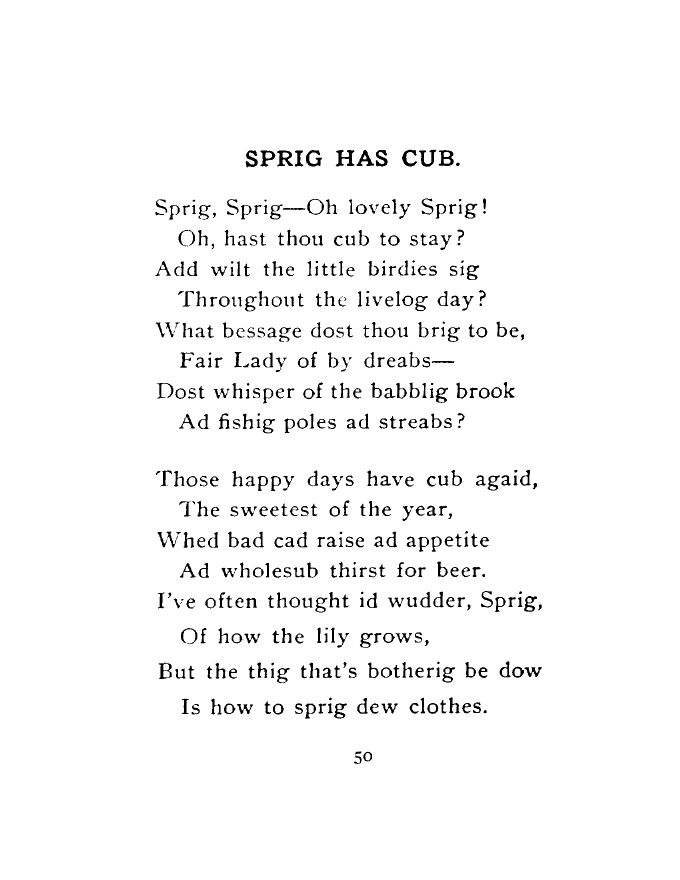 SPRIG HAS CUB.
Sprig, Sprig—Oh lovely Sprig!
Oh, hast thou cub to stay?
Add wilt the little birdies sig
Throughout the livelog day?
What bessage dost thou brig to be,
Fair Lady of by dreabs—
Dost whisper of the babblig brook
Ad fishig poles ad streabs?
Those happy days have cub agaid,
The sweetest of the year,
Whed bad cad raise ad appetite
Ad wholesub thirst for beer.
I've often thought id wudder, Sprig,
Of how the lily grows,
But the thig that's botherig be dow
Is how to sprig dew clothes.
50